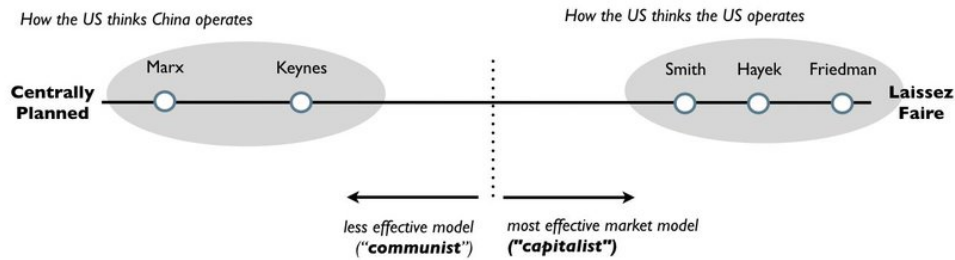 How the US thinks China operates
How the US thinks the US operates
Marx
Keynes
Smith
Hayek
Friedman
Centrally
Planned
Laissez
Faire
less effective model
("communist")
most effective market model
("capitalist")